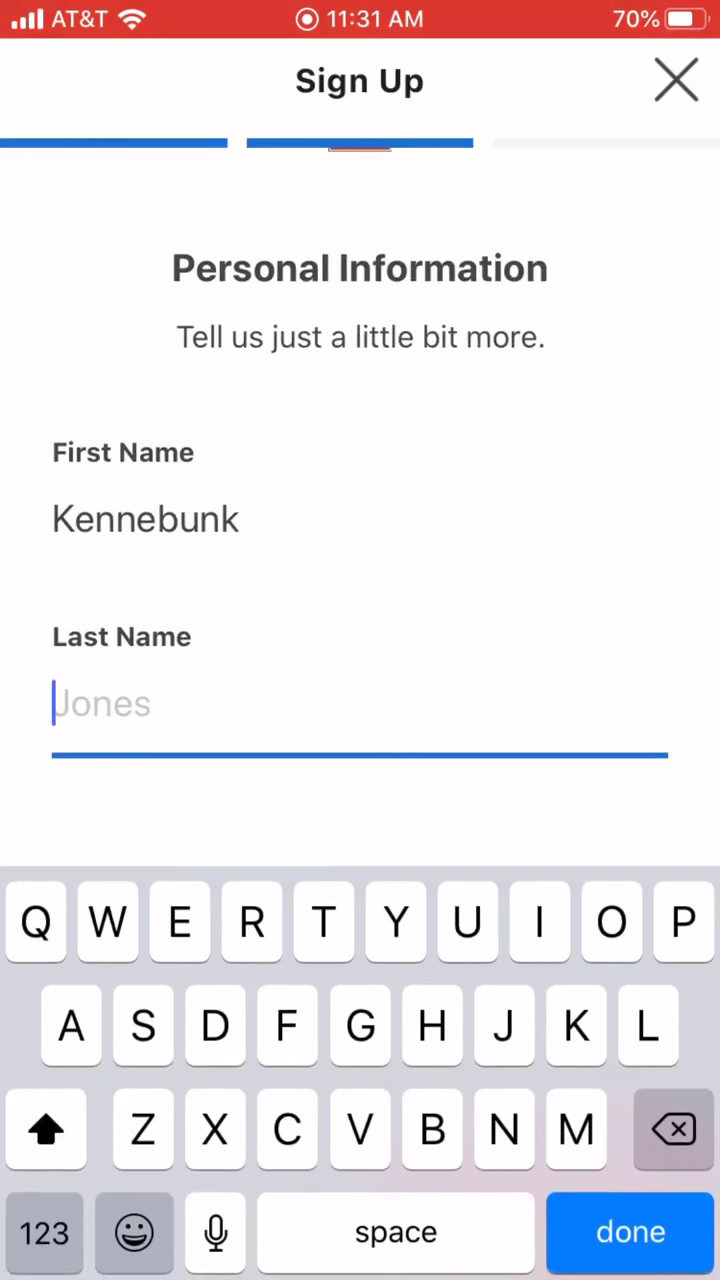 AT&T 11:31 AM 70%
Sign Up
Personal Information
Tell us just a little bit more.
First Name
Kennebunk
Last Name
Jones
Q W E R T Y U I O P
A S D F G H J K L
Z X C V B N M
123 space done